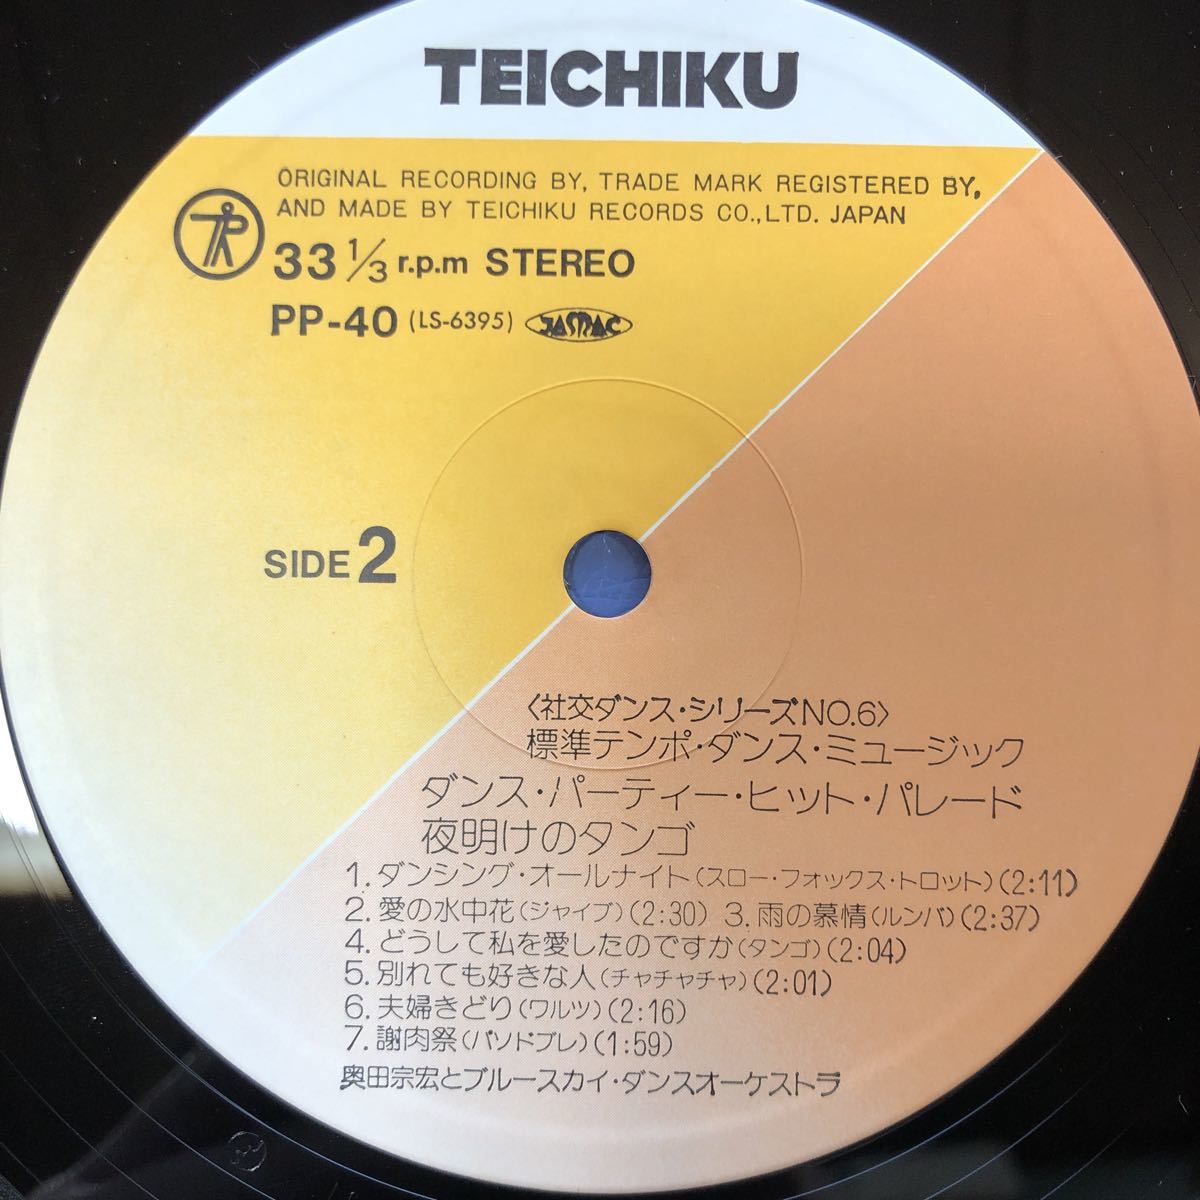 TEICHIKU
ORIGINAL RECORDING BY, TRADE MARK REGISTERED BY,
AND MADE BY TEICHIKU RECORDS CO.,LTD. JAPAN
33 1/3 r.p.m STEREO
PP-40 (LS-6395) JASRAC
SIDE 2
〈社交ダンス・シリーズNO.6〉
標準テンポ・ダンス・ミュージック
ダンス・パーティー・ヒット・パレード
夜明けのタンゴ
1. ダンシング・オールナイト(スロー・フォックス・トロット)(2:11)
2. 愛の水中花(ジャイブ)(2:30) 3. 雨の慕情(ルンバ)(2:37)
4. どうして私を愛したのですか(タンゴ)(2:04)
5. 別れても好きな人(チャチャチャ)(2:01)
6. 夫婦きどり(ワルツ)(2:16)
7. 謝肉祭(パソドブレ)(1:59)
奥田宗宏とブルースカイ・ダンスオーケストラ